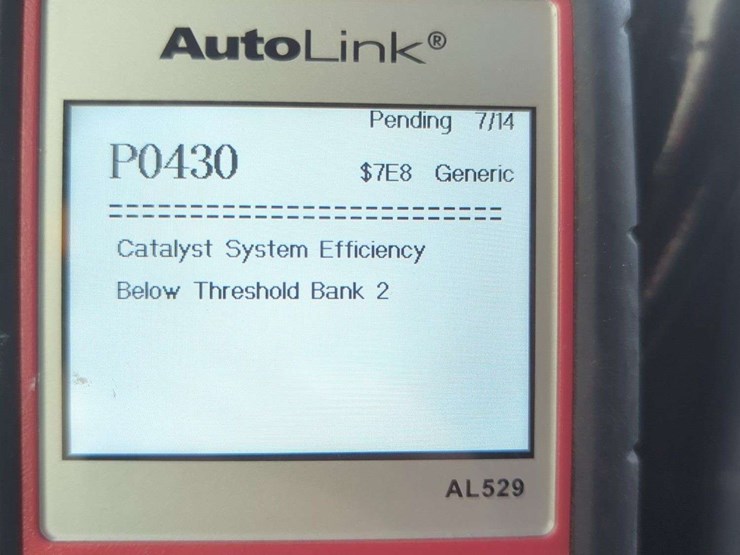 AutoLink®
Pending 7/14
P0430 $7E8 Generic
===========================
Catalyst System Efficiency
Below Threshold Bank 2
AL529